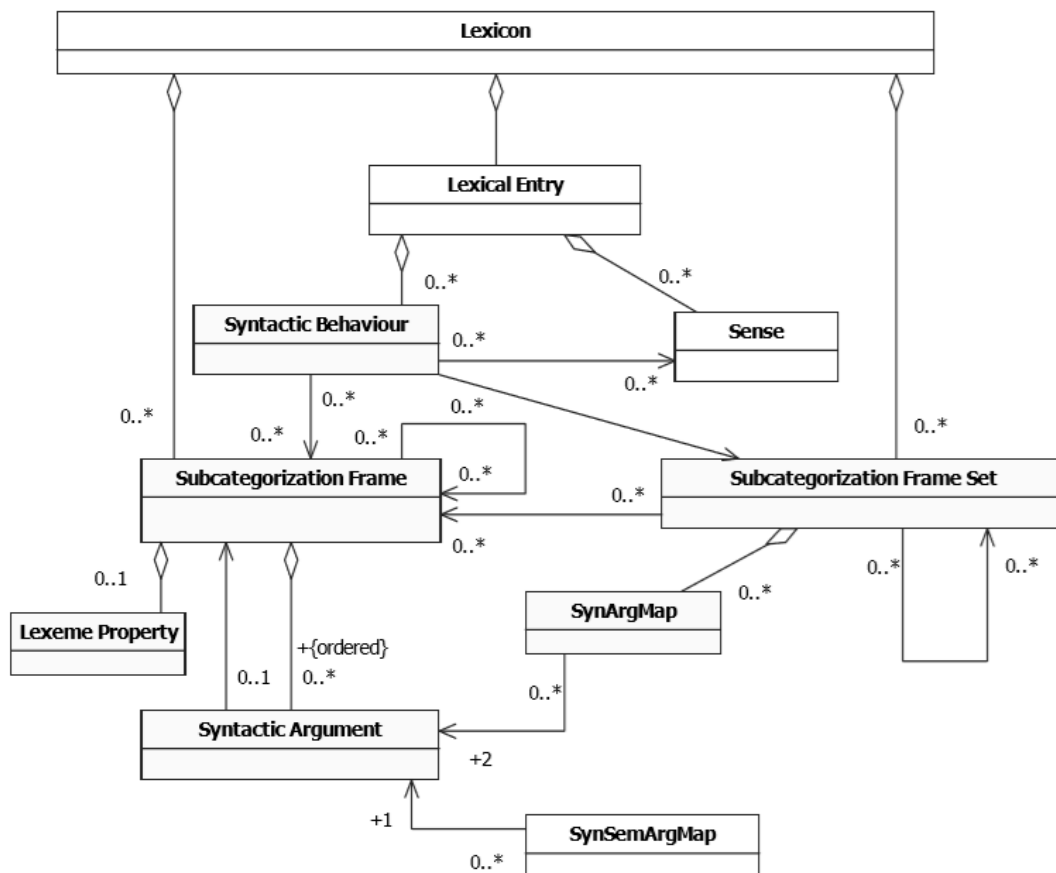 Lexicon
Lexical Entry
0..*
0..*
Syntactic Behaviour
Sense
0..*
0..*
0..*
0..*
0..*
0..*
0..*
0..*
Subcategorization Frame
Subcategorization Frame Set
0..*
0..*
0..*
0..1
0..*
0..*
0..*
SynArgMap
Lexeme Property
+{ordered}
0..1
0..*
0..*
Syntactic Argument
+2
+1
SynSemArgMap
0..*